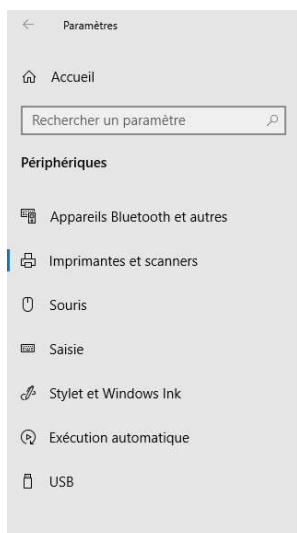 Paramètres
Accueil
Rechercher un paramètre
Périphériques
Appareils Bluetooth et autres
Imprimantes et scanners
Souris
Saisie
Stylet et Windows Ink
Exécution automatique
USB